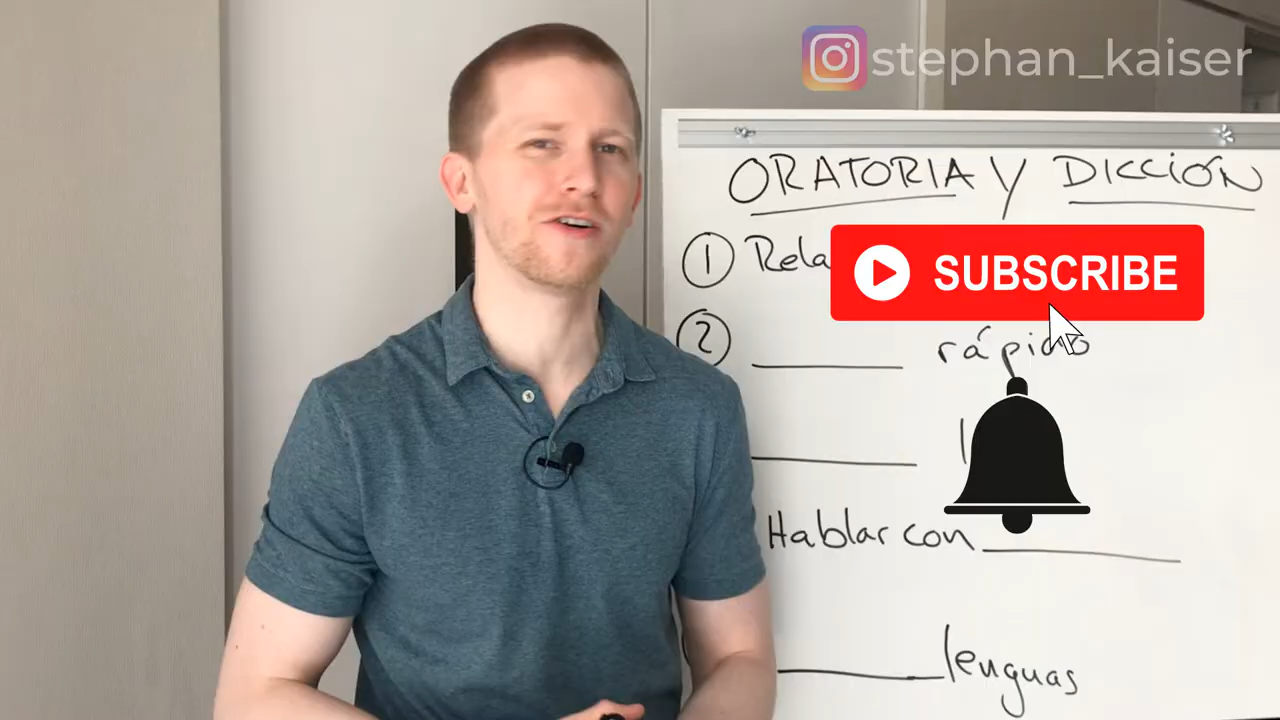 stephan_kaiser
ORATORIA Y DICCIÓN
1 Rela
SUBSCRIBE
2 rápido
Hablar con
lenguas